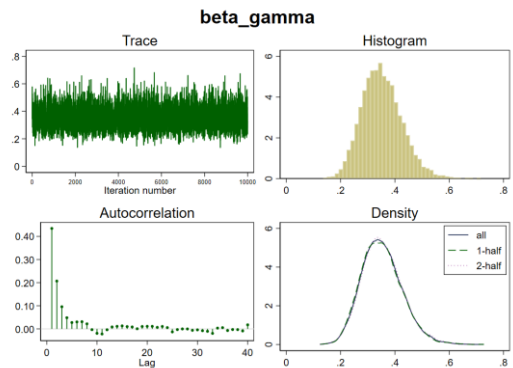 beta_gamma
Trace
.8
.6
.4
.2
0
0 2000 4000 6000 8000 10000
Iteration number
Histogram
6
4
2
0
0 .2 .4 .6 .8
Autocorrelation
0.40
0.30
0.20
0.10
0.00
0 10 20 30 40
Lag
Density
all
1-half
2-half
6
4
2
0
0 .2 .4 .6 .8